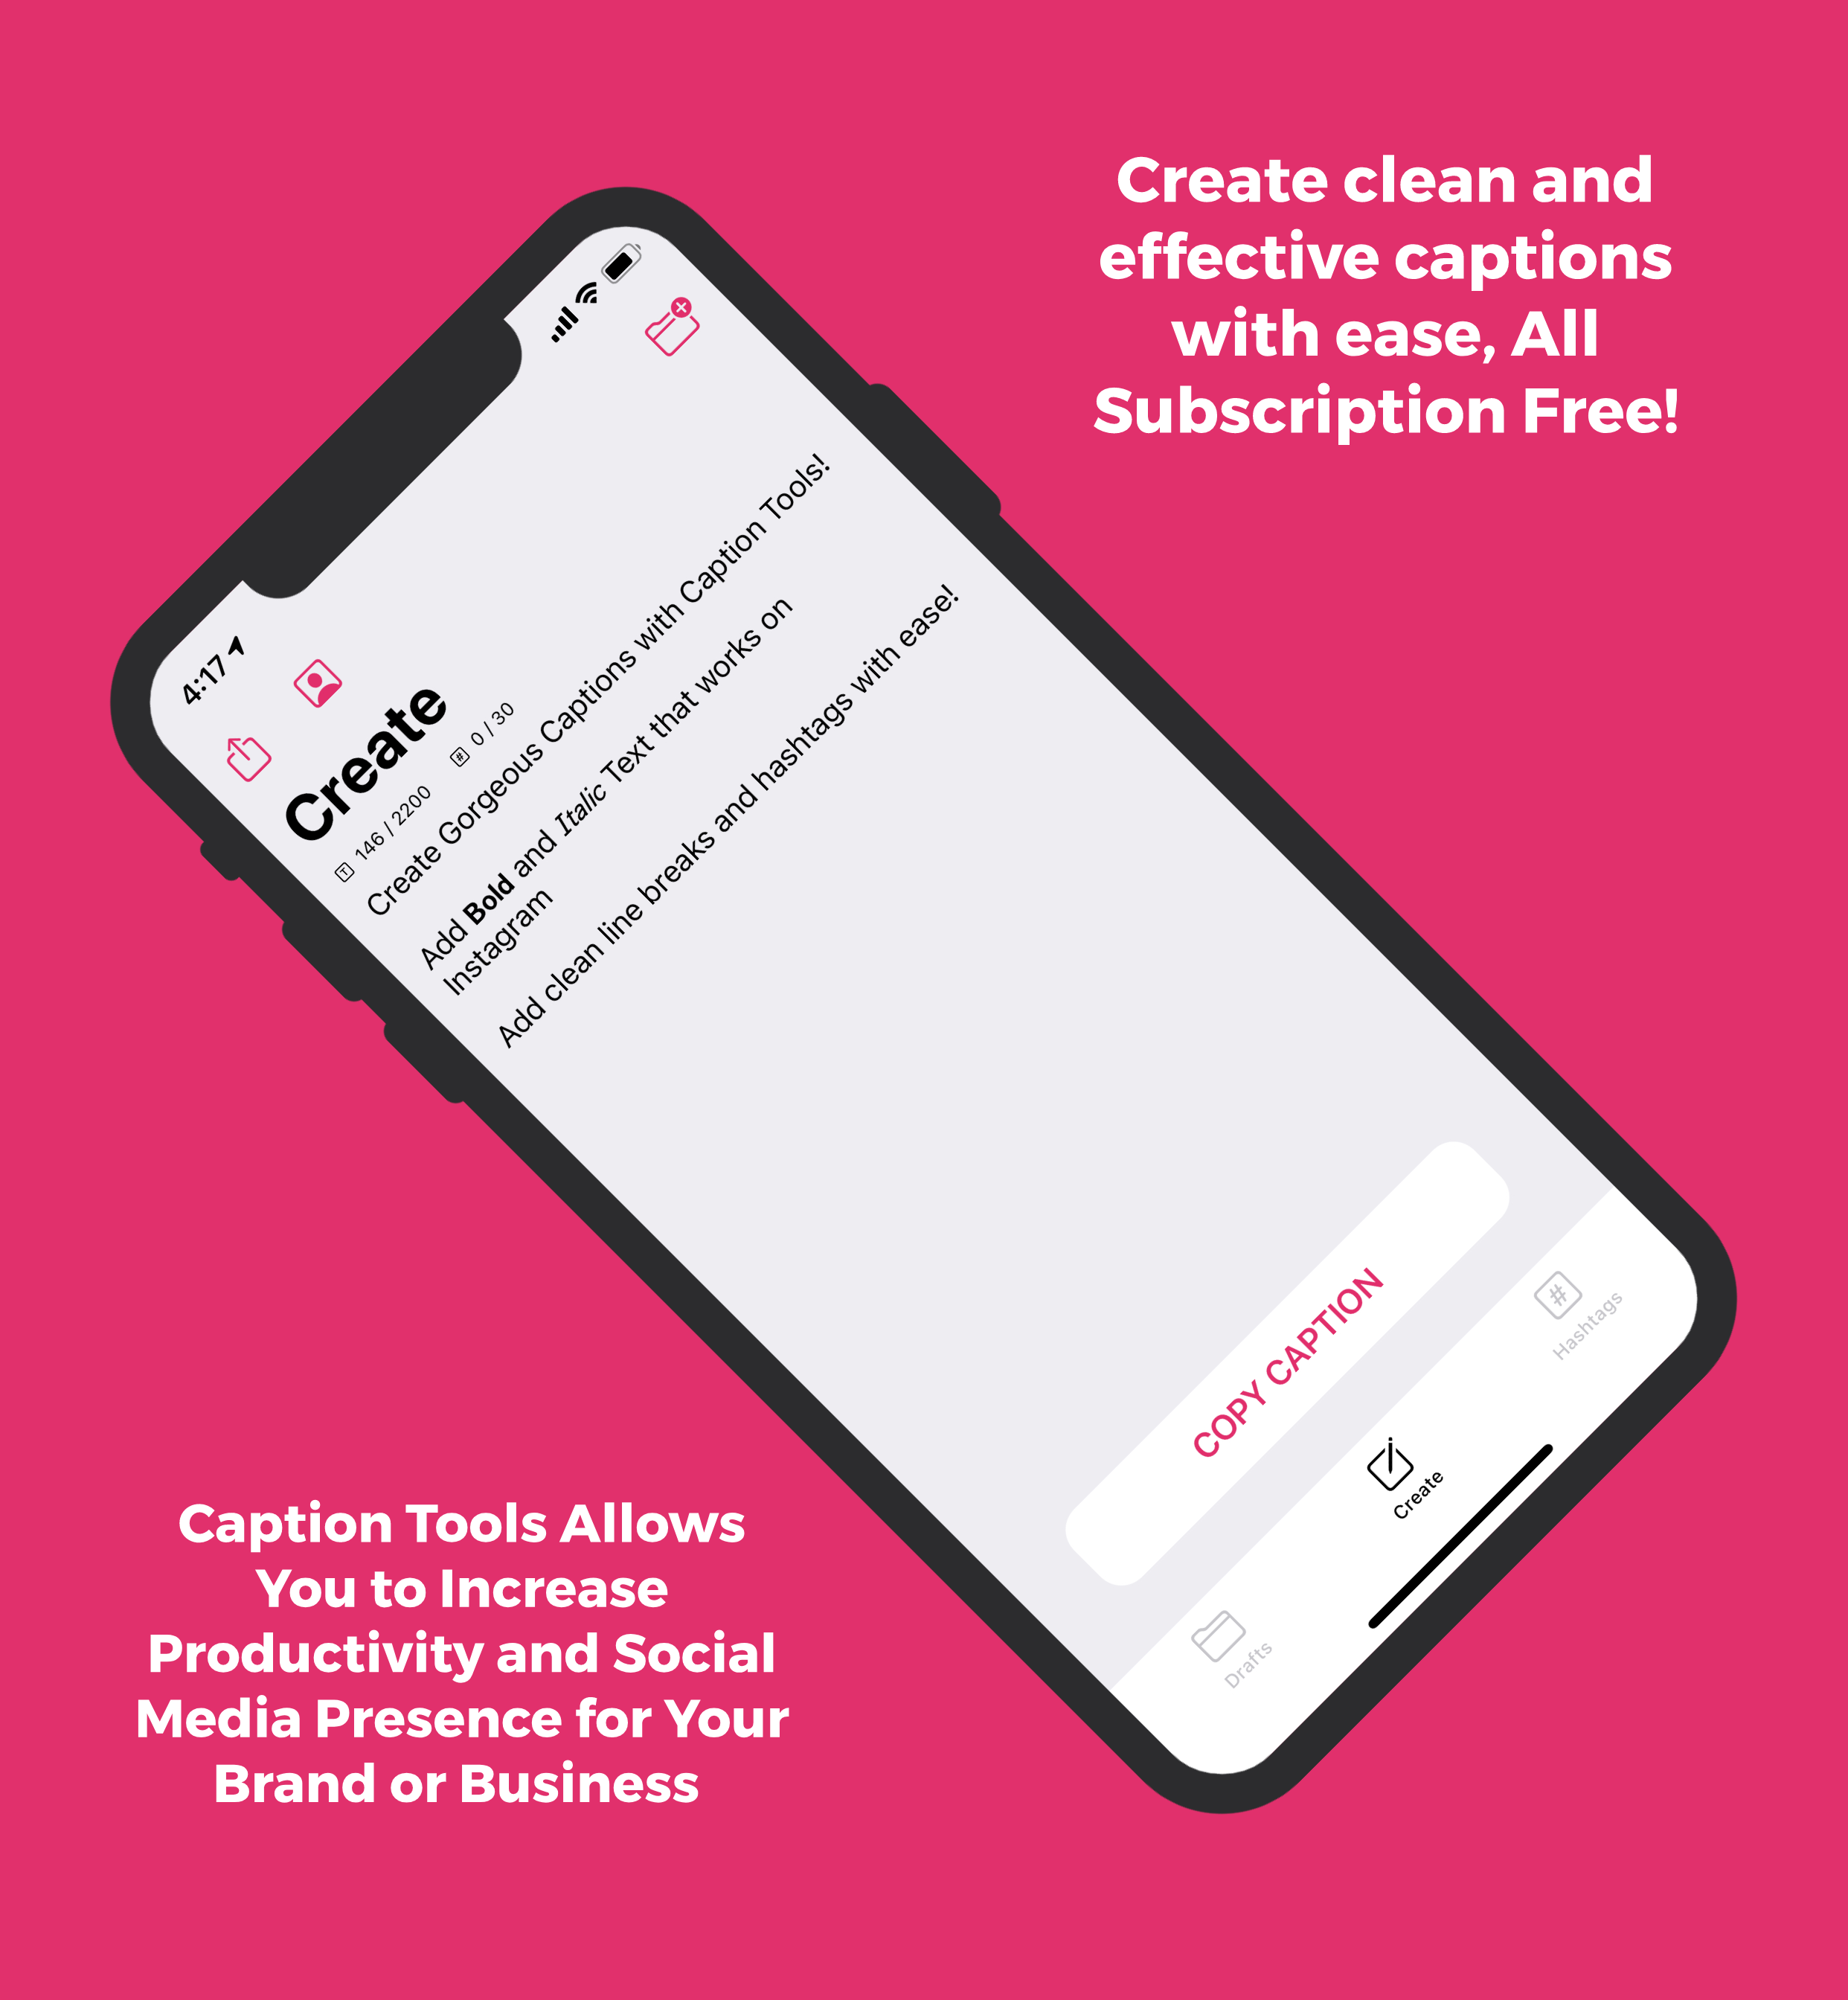 Create clean and
effective captions
with ease, All
Subscription Free!
4:17
Create
T 146 / 2200 # 0 / 30
Create Gorgeous Captions with Caption Tools!
Add Bold and Italic Text that works on
Instagram
Add clean line breaks and hashtags with ease!
COPY CAPTION
Drafts
Create
# Hashtags
Caption Tools Allows
You to Increase
Productivity and Social
Media Presence for Your
Brand or Business